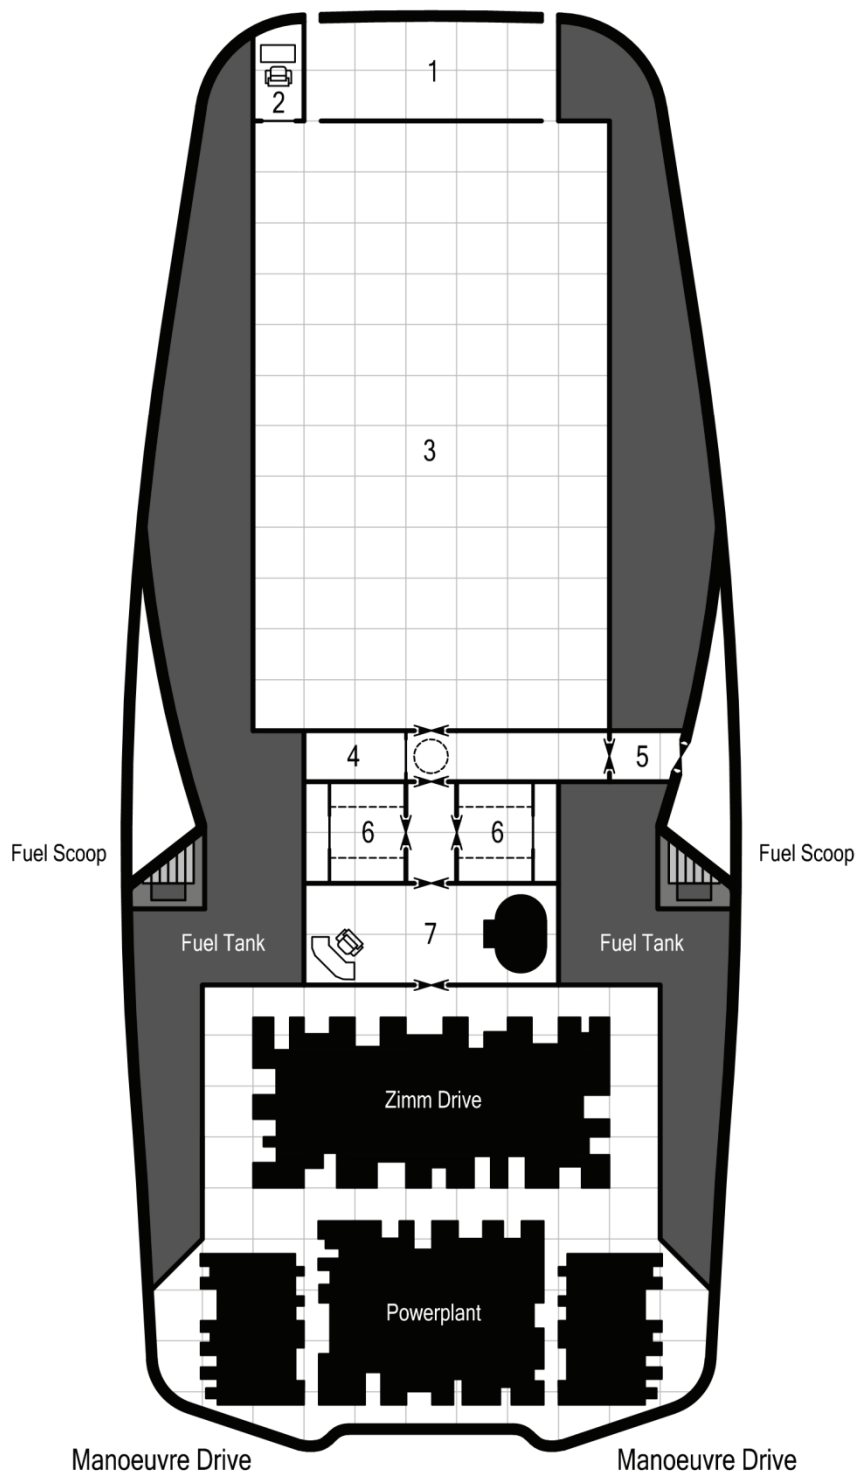 1
2
3
4
5
6
6
Fuel Scoop
Fuel Scoop
7
Fuel Tank
Fuel Tank
Zimm Drive
Powerplant
Manoeuvre Drive
Manoeuvre Drive